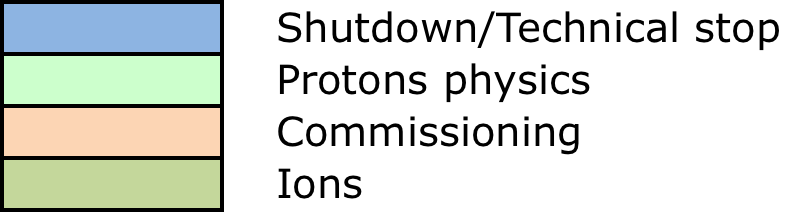 Shutdown/Technical stop
Protons physics
Commissioning
Ions